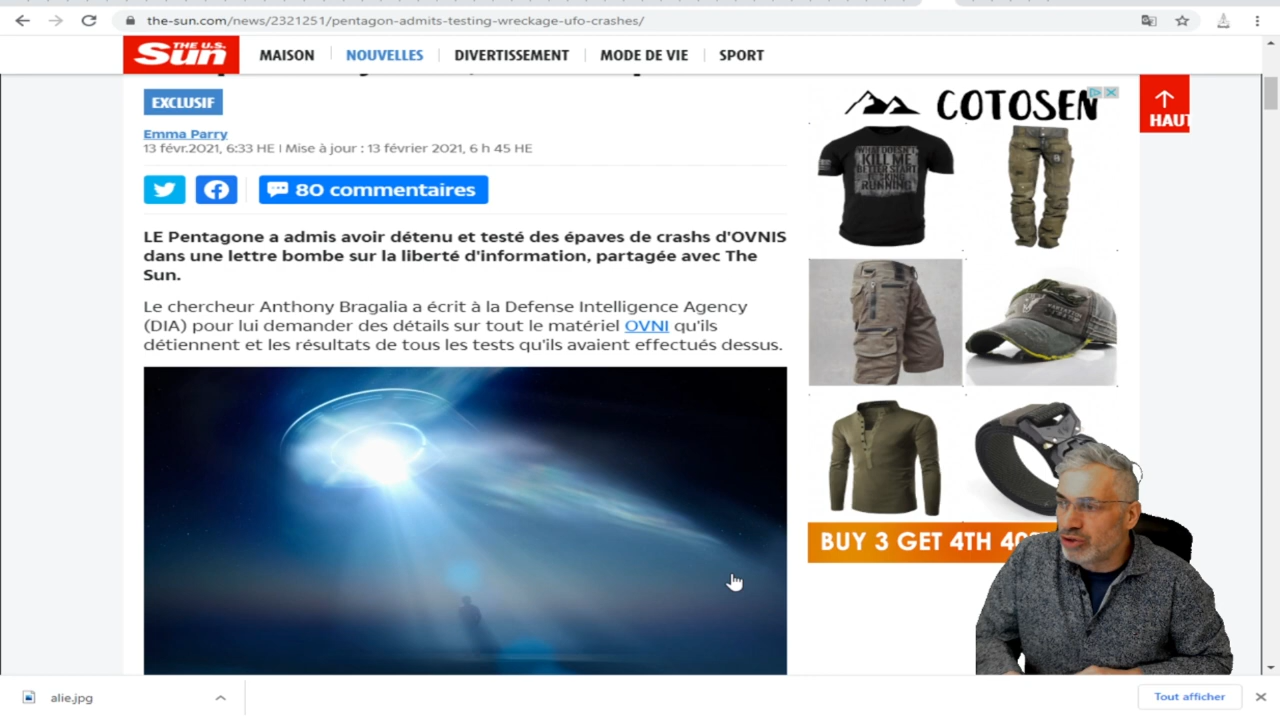 the-sun.com/news/2321251/pentagon-admits-testing-wreckage-ufo-crashes/
THE U.S. Sun
MAISON NOUVELLES DIVERTISSEMENT MODE DE VIE SPORT
EXCLUSIF
Emma Parry
13 févr.2021, 6:33 HE | Mise à jour : 13 février 2021, 6 h 45 HE
80 commentaires
LE Pentagone a admis avoir détenu et testé des épaves de crashs d'OVNIS
dans une lettre bombe sur la liberté d'information, partagée avec The
Sun.
Le chercheur Anthony Bragalia a écrit à la Defense Intelligence Agency
(DIA) pour lui demander des détails sur tout le matériel OVNI qu'ils
détiennent et les résultats de tous les tests qu'ils avaient effectués dessus.
COTOSEN
KILL ME
RUNNING
BUY 3 GET 4TH
HAUT
alie.jpg
Tout afficher